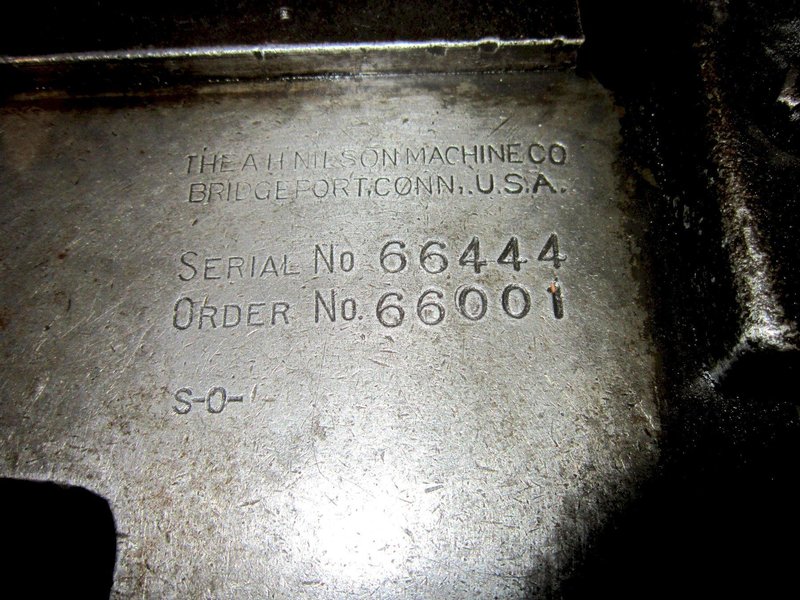 THE A H NILSON MACHINE CO
BRIDGEPORT, CONN., U.S.A.
SERIAL No 66444
ORDER No. 66001
S-O-